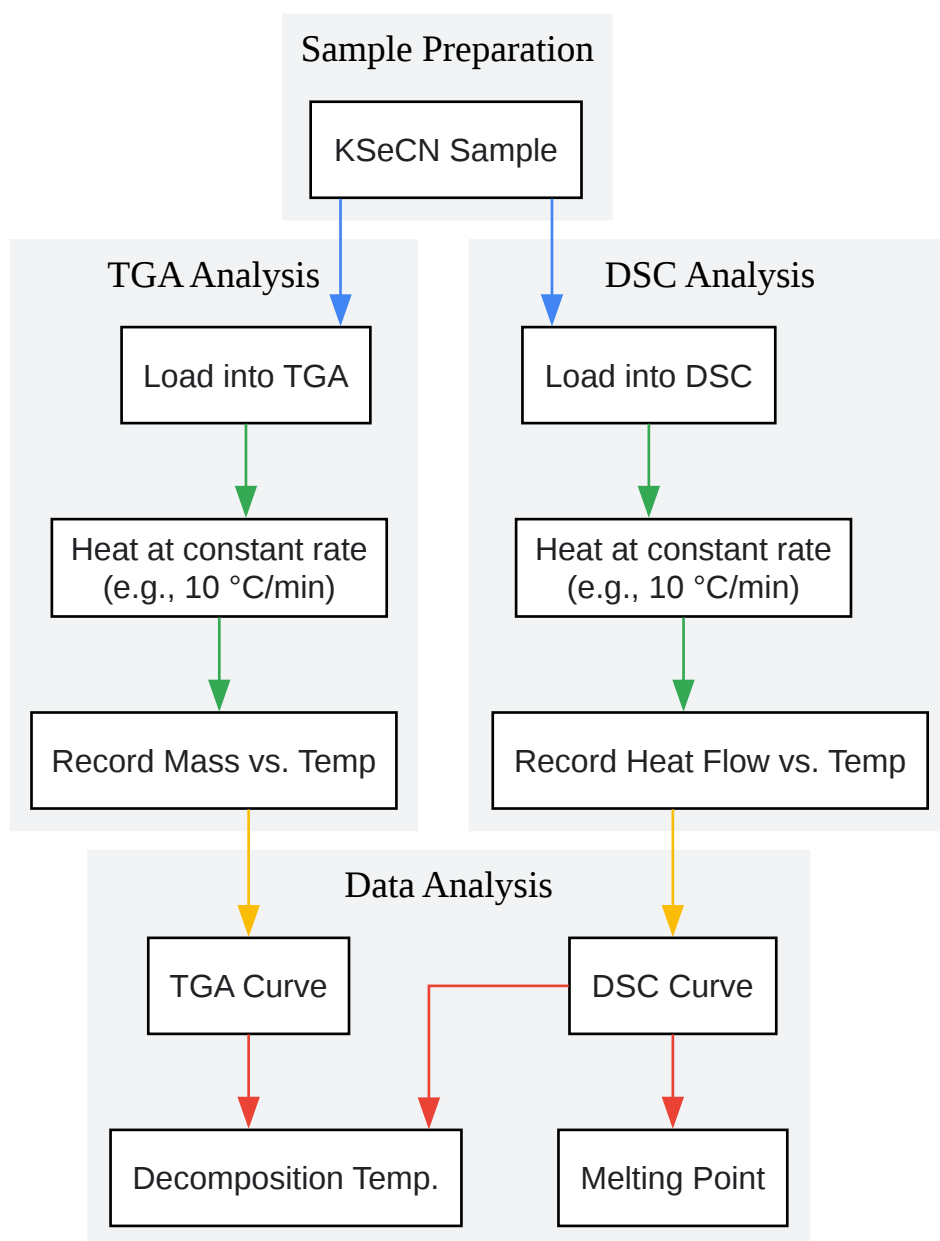 Sample Preparation
KSeCN Sample
TGA Analysis
DSC Analysis
Load into TGA
Load into DSC
Heat at constant rate
(e.g., 10 °C/min)
Heat at constant rate
(e.g., 10 °C/min)
Record Mass vs. Temp
Record Heat Flow vs. Temp
Data Analysis
TGA Curve
DSC Curve
Decomposition Temp.
Melting Point